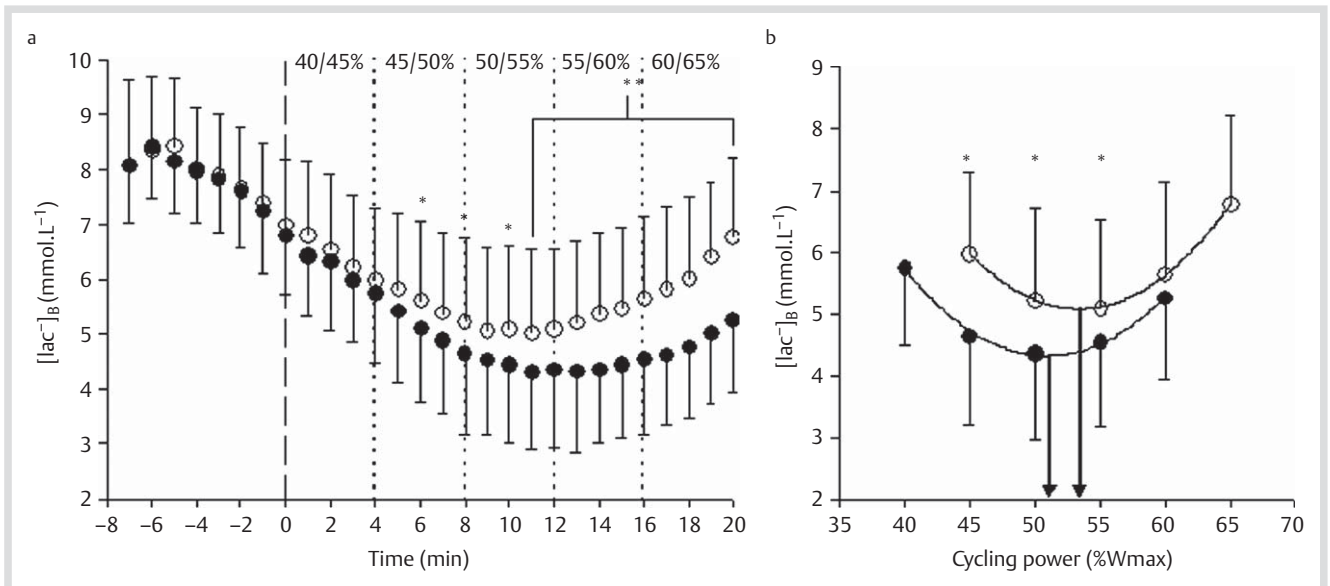 a
10
9
8
7
6
5
4
3
2
[lac⁻]B (mmol.L⁻¹)
40/45% 45/50% 50/55% 55/60% 60/65%
**
* * *
−8 −6 −4 −2 0 2 4 6 8 10 12 14 16 18 20
Time (min)
b
9
8
7
6
5
4
3
2
[lac⁻]B (mmol.L⁻¹)
* * *
35 40 45 50 55 60 65 70
Cycling power (%Wmax)